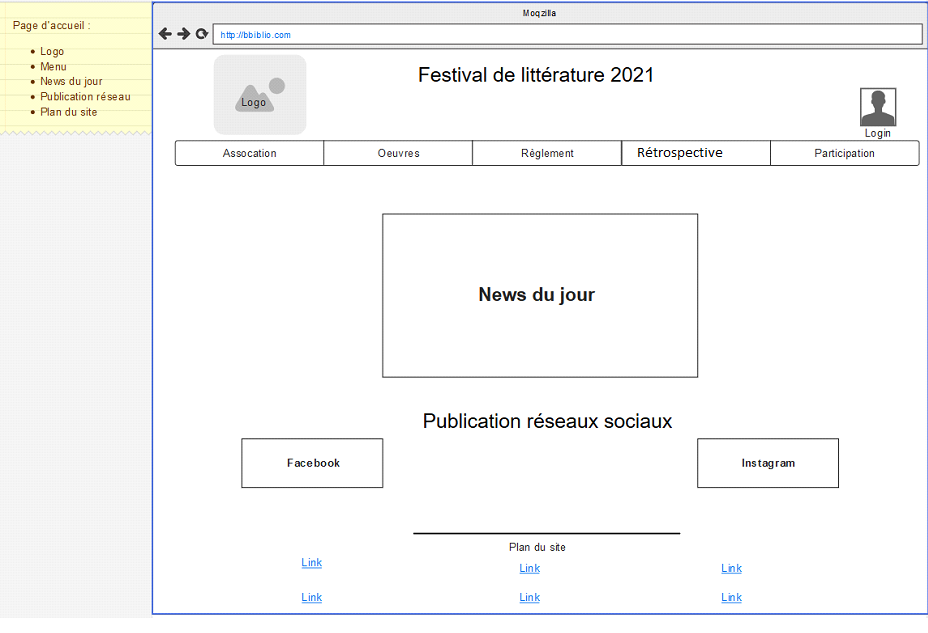 Page d'accueil :
Logo
Menu
News du jour
Publication réseau
Plan du site
Moqzilla
http://bbiblio.com
Logo
Festival de littérature 2021
Login
Assocation
Oeuvres
Règlement
Rétrospective
Participation
News du jour
Publication réseaux sociaux
Facebook
Instagram
Plan du site
Link
Link
Link
Link
Link
Link